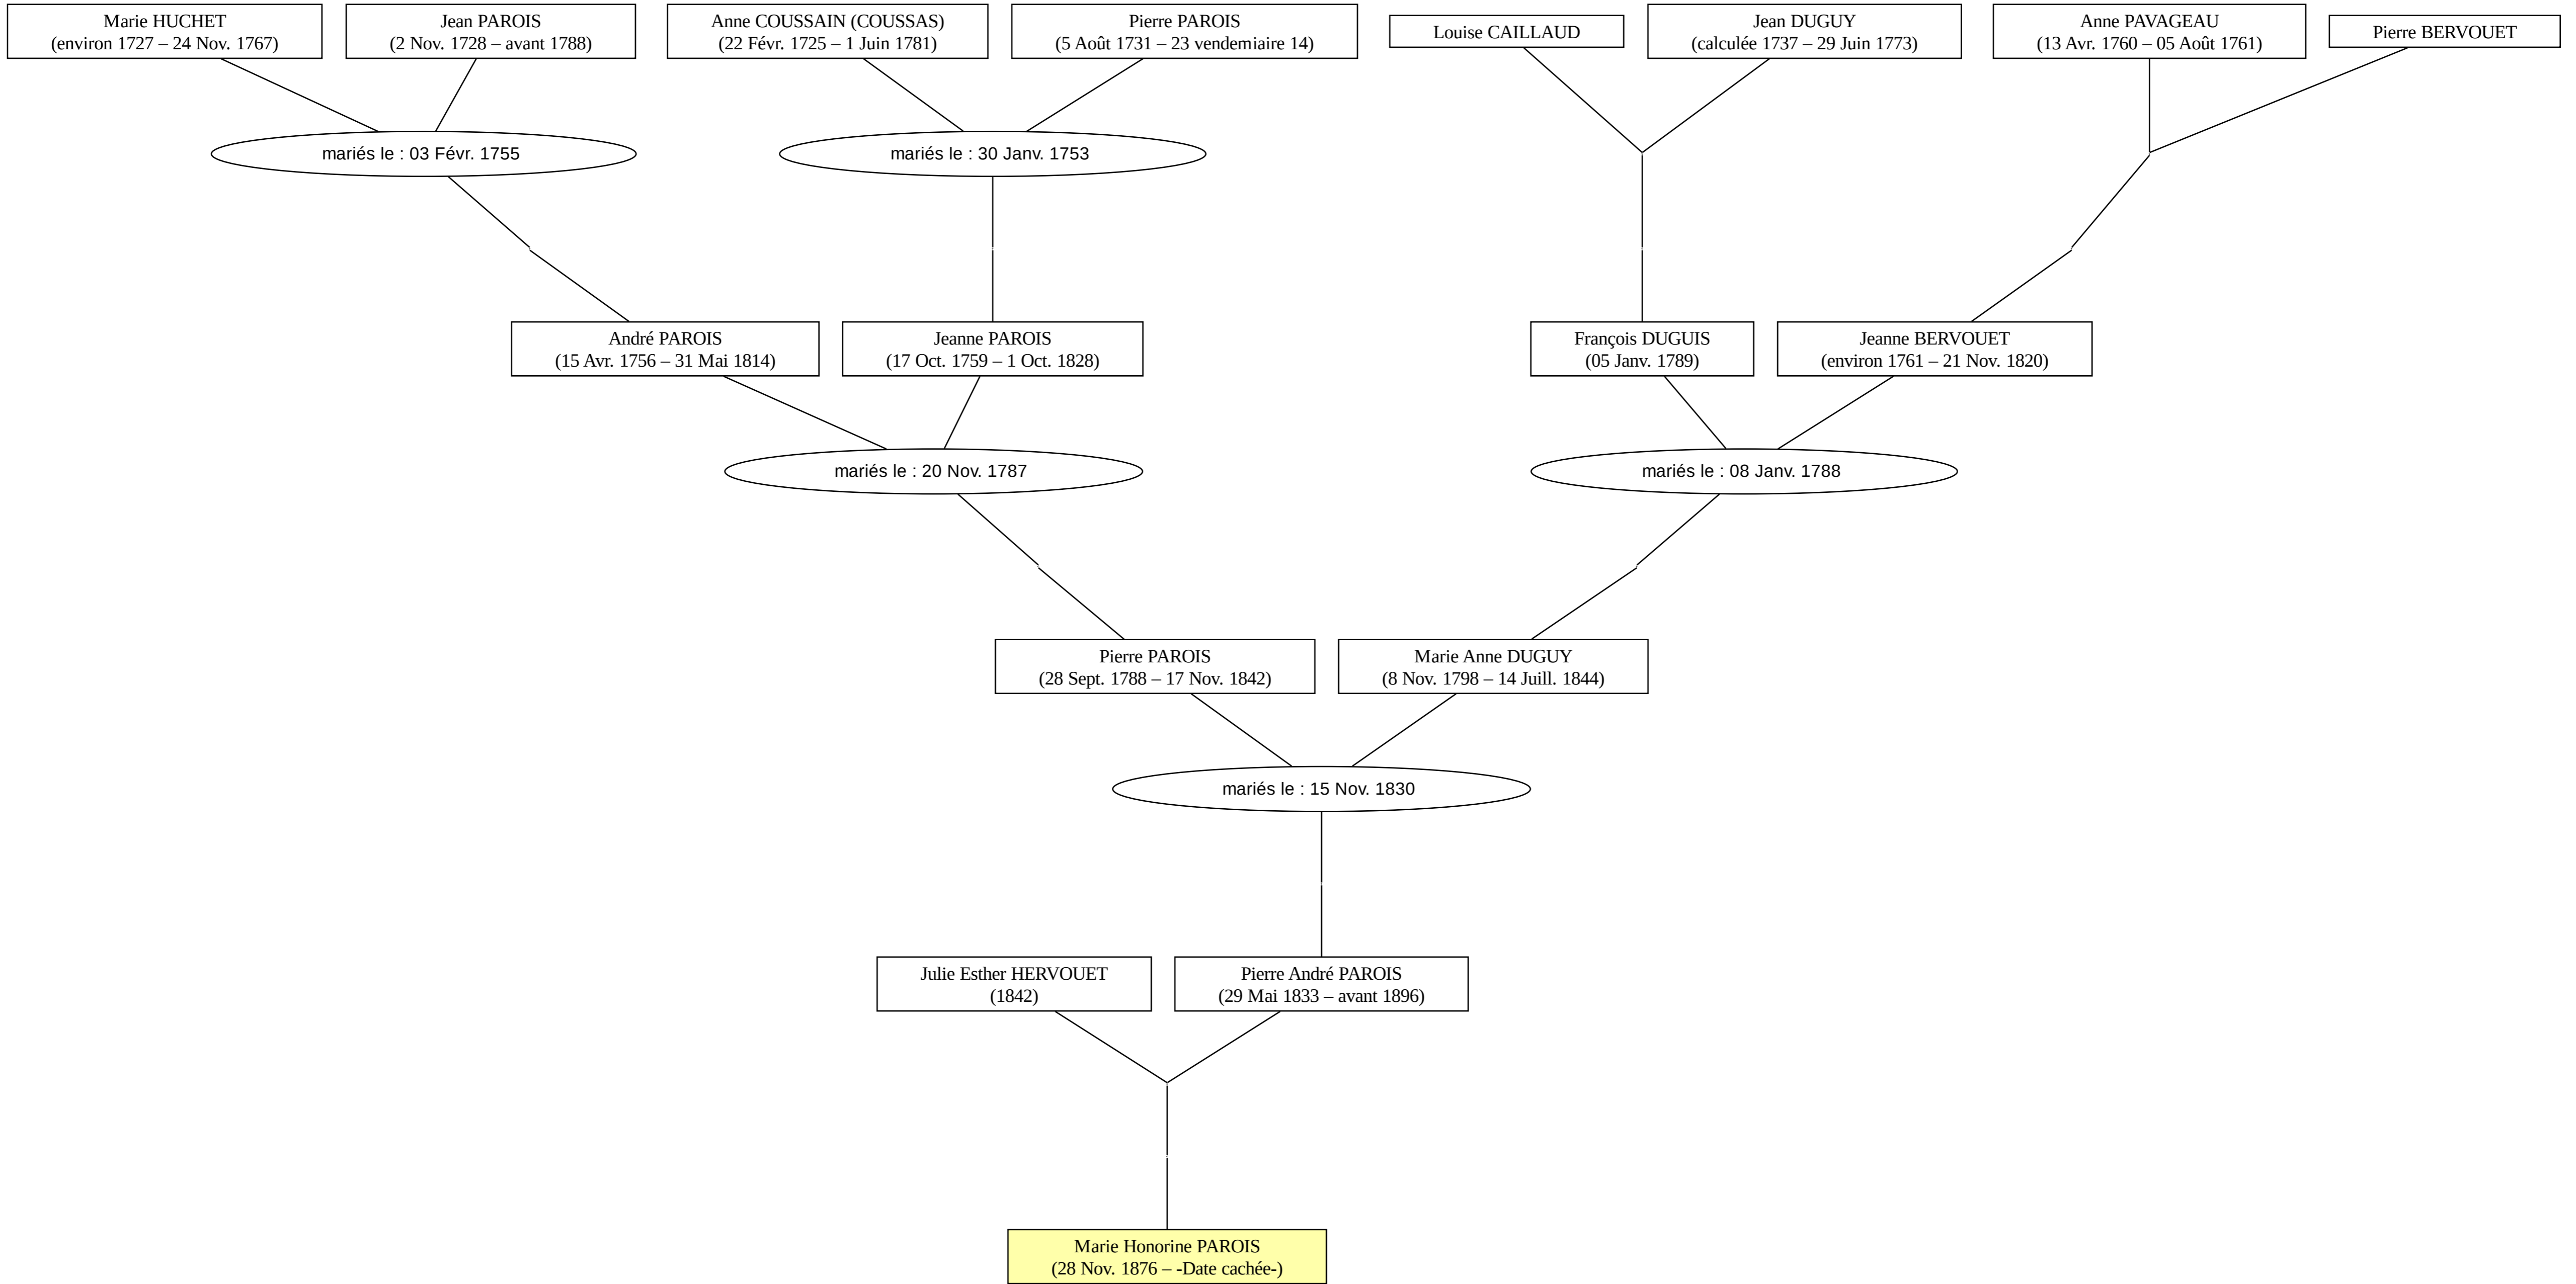 Marie HUCHET
(environ 1727 – 24 Nov. 1767)
Jean PAROIS
(2 Nov. 1728 – avant 1788)
Anne COUSSAIN (COUSSAS)
(22 Févr. 1725 – 1 Juin 1781)
Pierre PAROIS
(5 Août 1731 – 23 vendemiaire 14)
Louise CAILLAUD
Jean DUGUY
(calculée 1737 – 29 Juin 1773)
Anne PAVAGEAU
(13 Avr. 1760 – 05 Août 1761)
Pierre BERVOUET
mariés le : 03 Févr. 1755
mariés le : 30 Janv. 1753
André PAROIS
(15 Avr. 1756 – 31 Mai 1814)
Jeanne PAROIS
(17 Oct. 1759 – 1 Oct. 1828)
François DUGUIS
(05 Janv. 1789)
Jeanne BERVOUET
(environ 1761 – 21 Nov. 1820)
mariés le : 20 Nov. 1787
mariés le : 08 Janv. 1788
Pierre PAROIS
(28 Sept. 1788 – 17 Nov. 1842)
Marie Anne DUGUY
(8 Nov. 1798 – 14 Juill. 1844)
mariés le : 15 Nov. 1830
Julie Esther HERVOUET
(1842)
Pierre André PAROIS
(29 Mai 1833 – avant 1896)
Marie Honorine PAROIS
(28 Nov. 1876 – -Date cachée-)